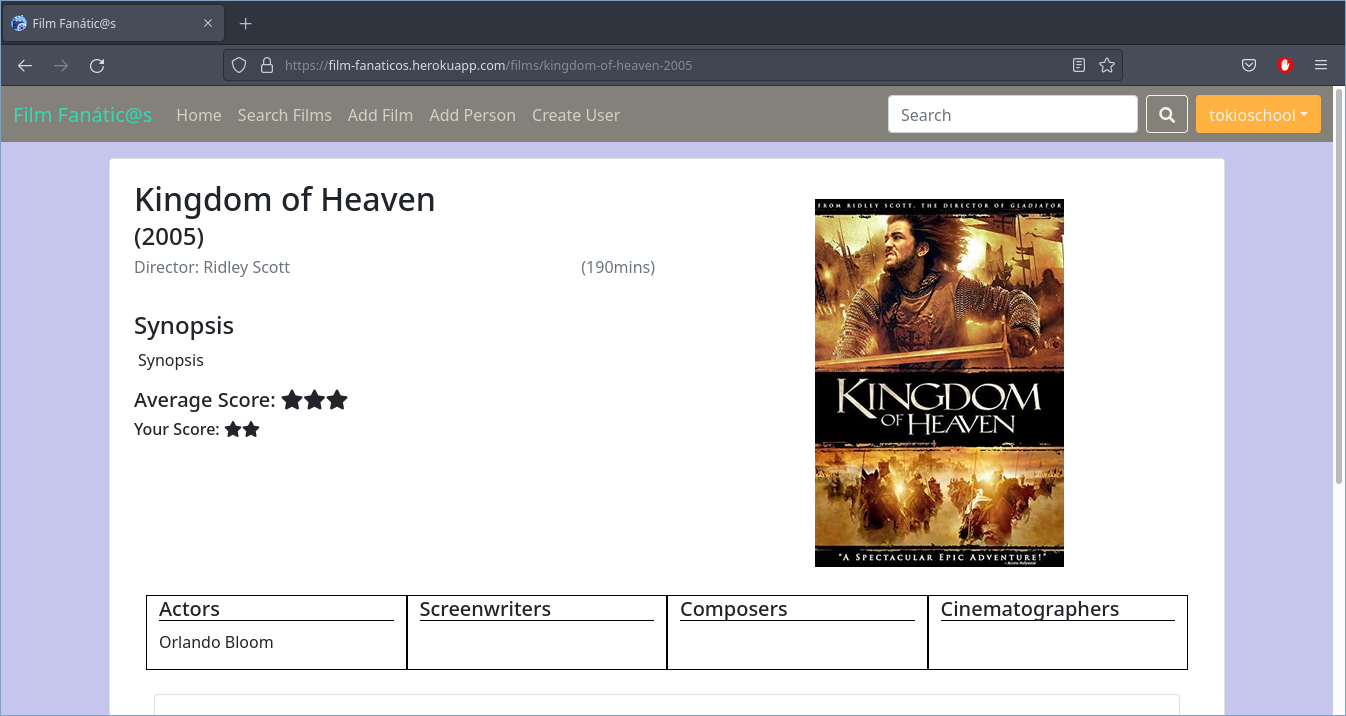 Film Fanátic@s
https://film-fanaticos.herokuapp.com/films/kingdom-of-heaven-2005
Film Fanátic@s Home Search Films Add Film Add Person Create User Search tokioschool
Kingdom of Heaven
(2005)
Director: Ridley Scott (190mins)
Synopsis
Synopsis
Average Score:
Your Score:
FROM RIDLEY SCOTT, THE DIRECTOR OF GLADIATOR
KINGDOM
OF HEAVEN
"A SPECTACULAR EPIC ADVENTURE!"
Actors Screenwriters Composers Cinematographers
Orlando Bloom